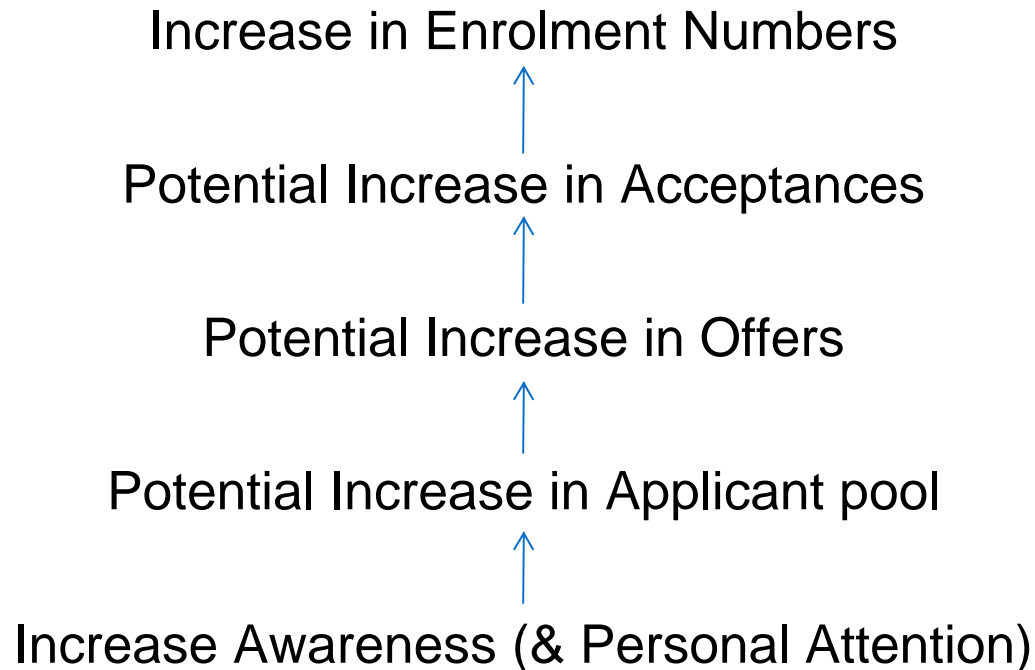 Increase in Enrolment Numbers
Potential Increase in Acceptances
Potential Increase in Offers
Potential Increase in Applicant pool
Increase Awareness (& Personal Attention)